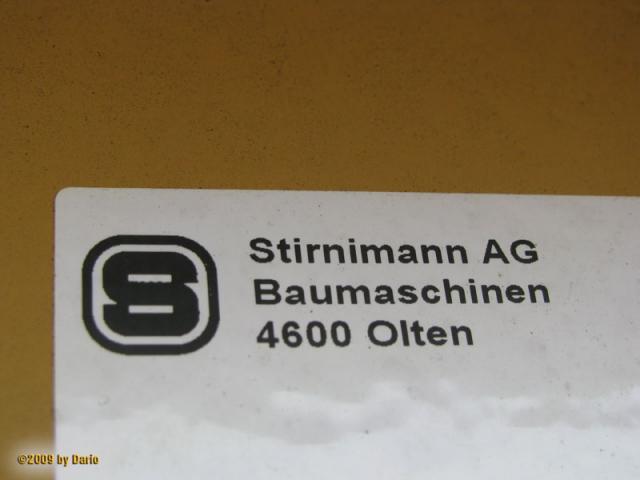 Stirnimann AG
Baumaschinen
4600 Olten
©2009 by Dario